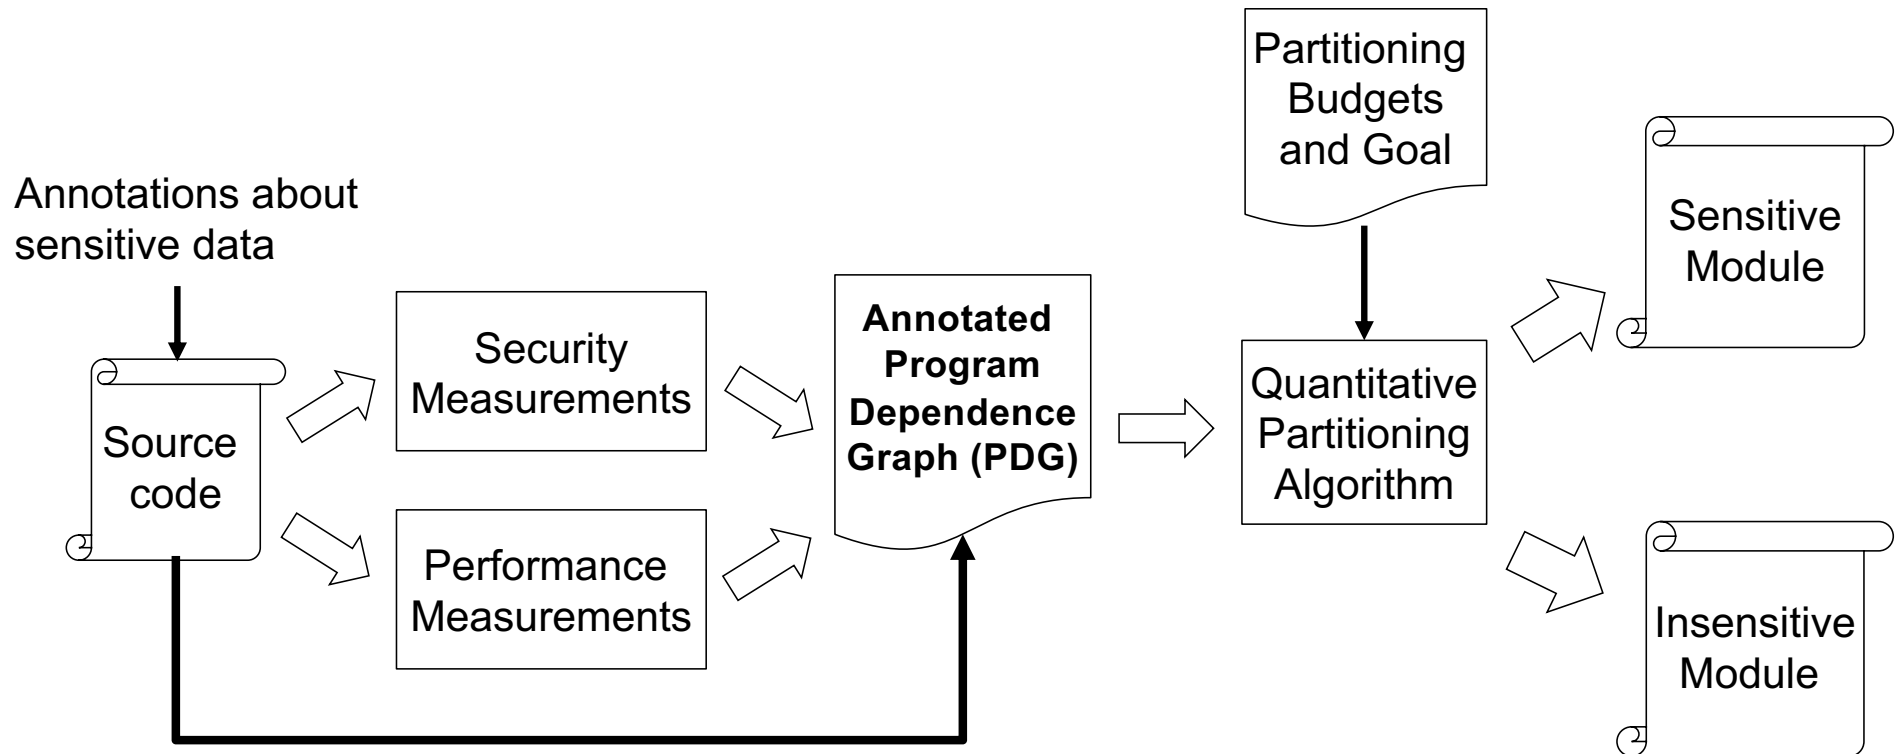 Annotations about
sensitive data
Source
code
Security
Measurements
Performance
Measurements
Annotated
Program
Dependence
Graph (PDG)
Partitioning
Budgets
and Goal
Quantitative
Partitioning
Algorithm
Sensitive
Module
Insensitive
Module